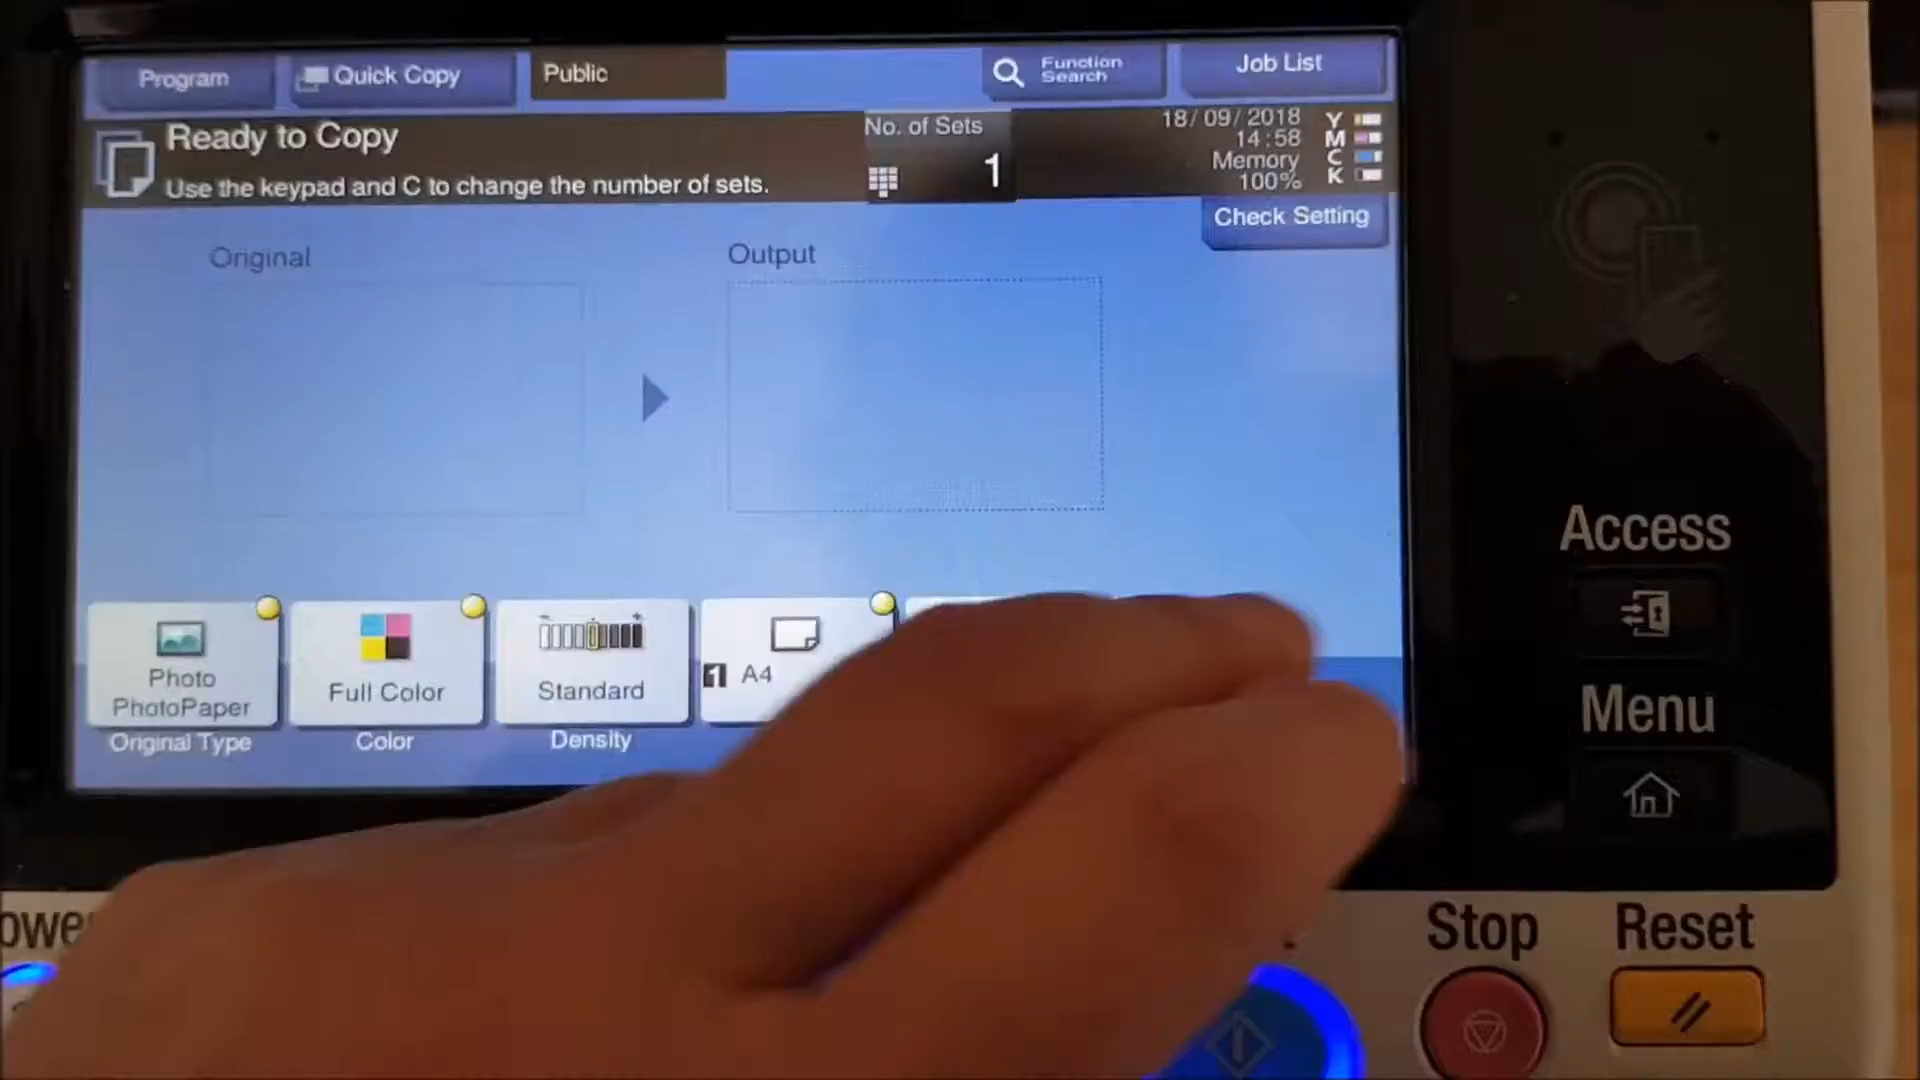 Program
Quick Copy
Public
Function
Search
Job List
Ready to Copy
Use the keypad and C to change the number of sets.
No. of Sets
1
18/09/2018
14:58
Memory
100%
Y
M
C
K
Check Setting
Original
Output
Photo
PhotoPaper
Original Type
Full Color
Color
Standard
Density
1 A4
Access
Menu
Stop
Reset